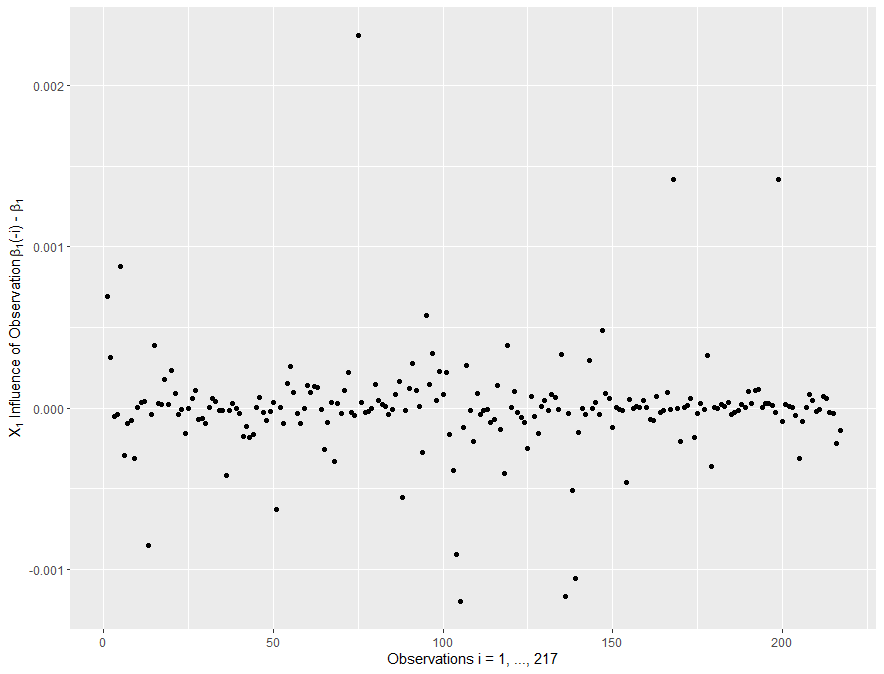 0.002
0.001
0.000
-0.001
X₁ Influence of Observation β₁(-i) - β₁
0 50 100 150 200
Observations i = 1, ..., 217